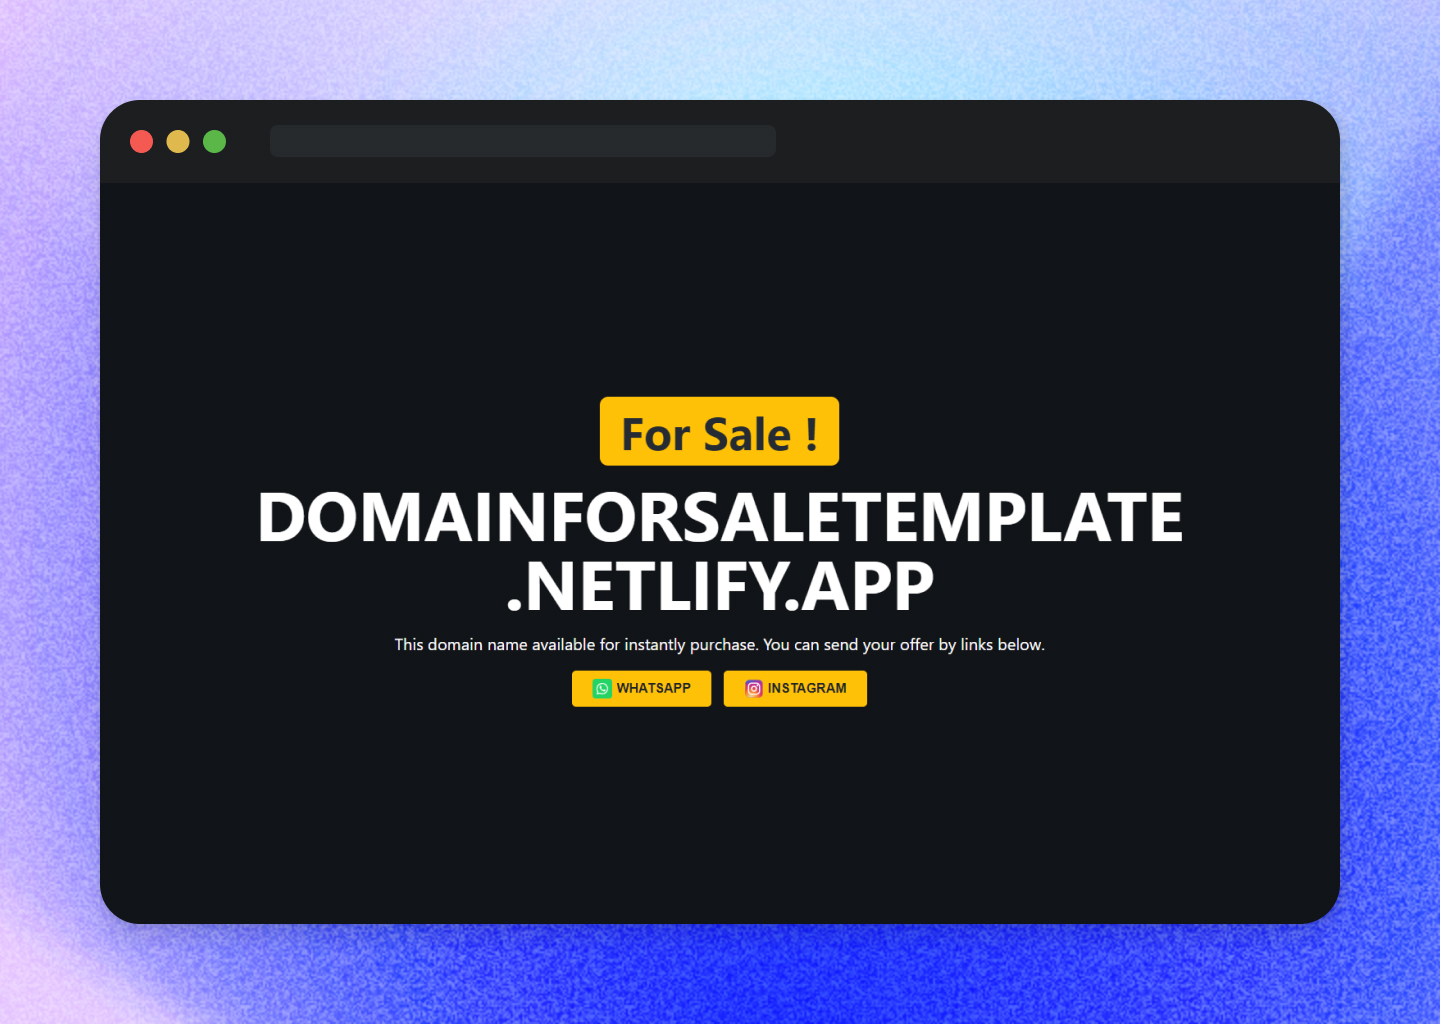 For Sale !
DOMAINFORSALETEMPLATE
.NETLIFY.APP
This domain name available for instantly purchase. You can send your offer by links below.
WHATSAPP INSTAGRAM